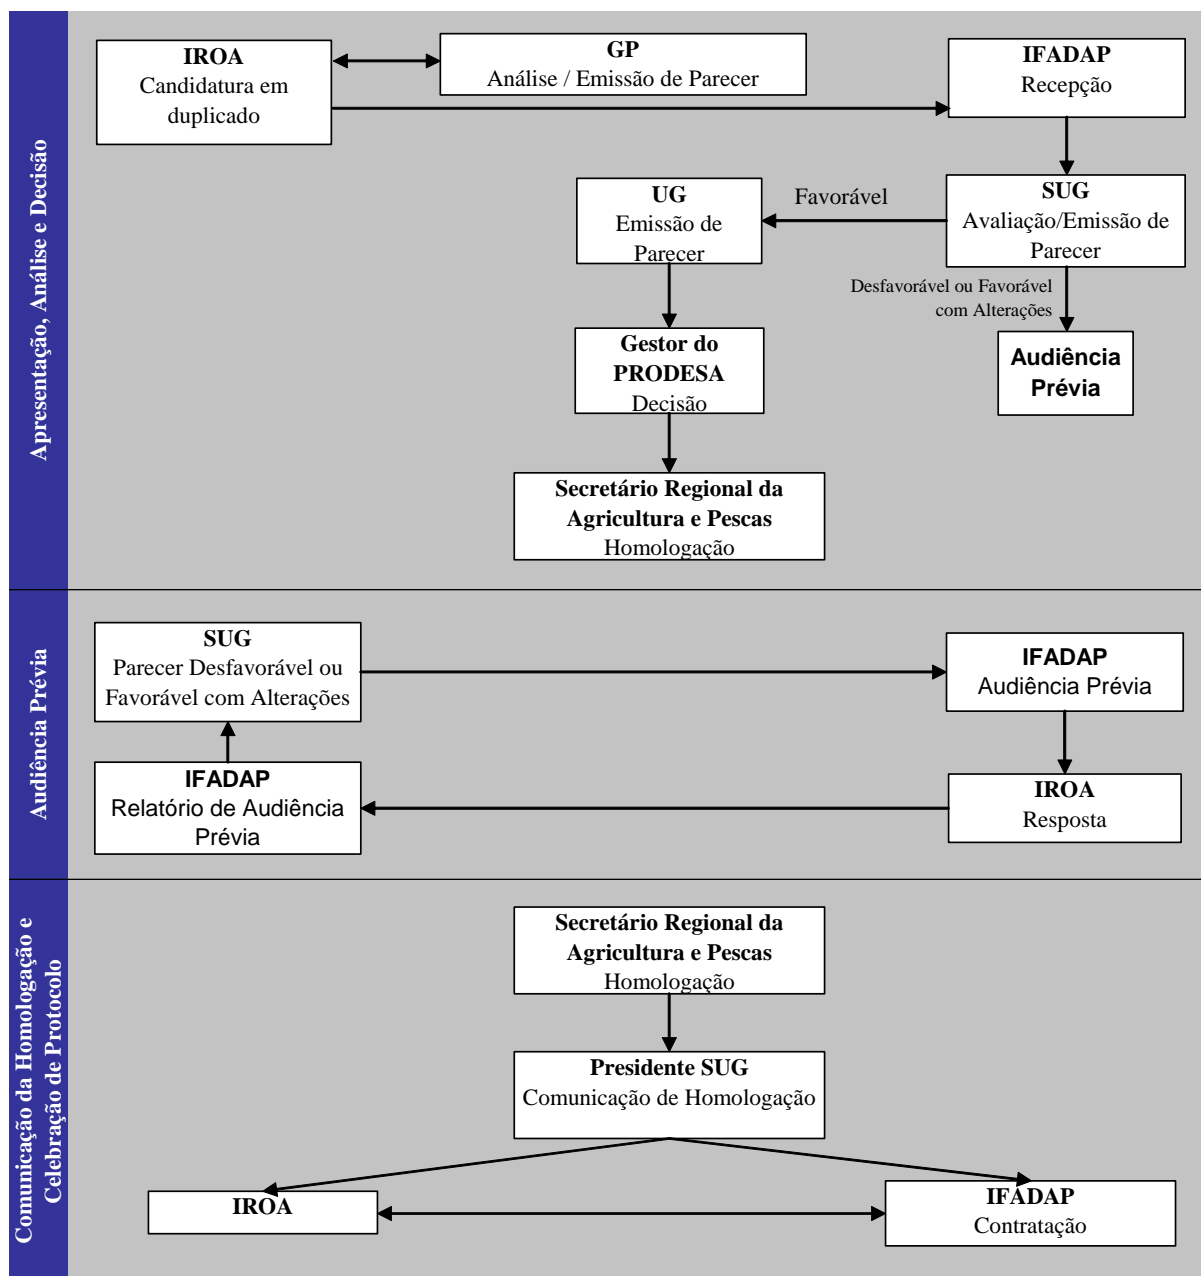 Apresentação, Análise e Decisão
IROA
Candidatura em
duplicado
GP
Análise / Emissão de Parecer
IFADAP
Recepção
UG
Emissão de
Parecer
Favorável
SUG
Avaliação/Emissão de
Parecer
Desfavorável ou Favorável
com Alterações
Gestor do
PRODESA
Decisão
Audiência
Prévia
Secretário Regional da
Agricultura e Pescas
Homologação
Audiência Prévia
SUG
Parecer Desfavorável ou
Favorável com Alterações
IFADAP
Audiência Prévia
IFADAP
Relatório de Audiência
Prévia
IROA
Resposta
Comunicação da Homologação e
Celebração de Protocolo
Secretário Regional da
Agricultura e Pescas
Homologação
Presidente SUG
Comunicação de Homologação
IROA
IFADAP
Contratação